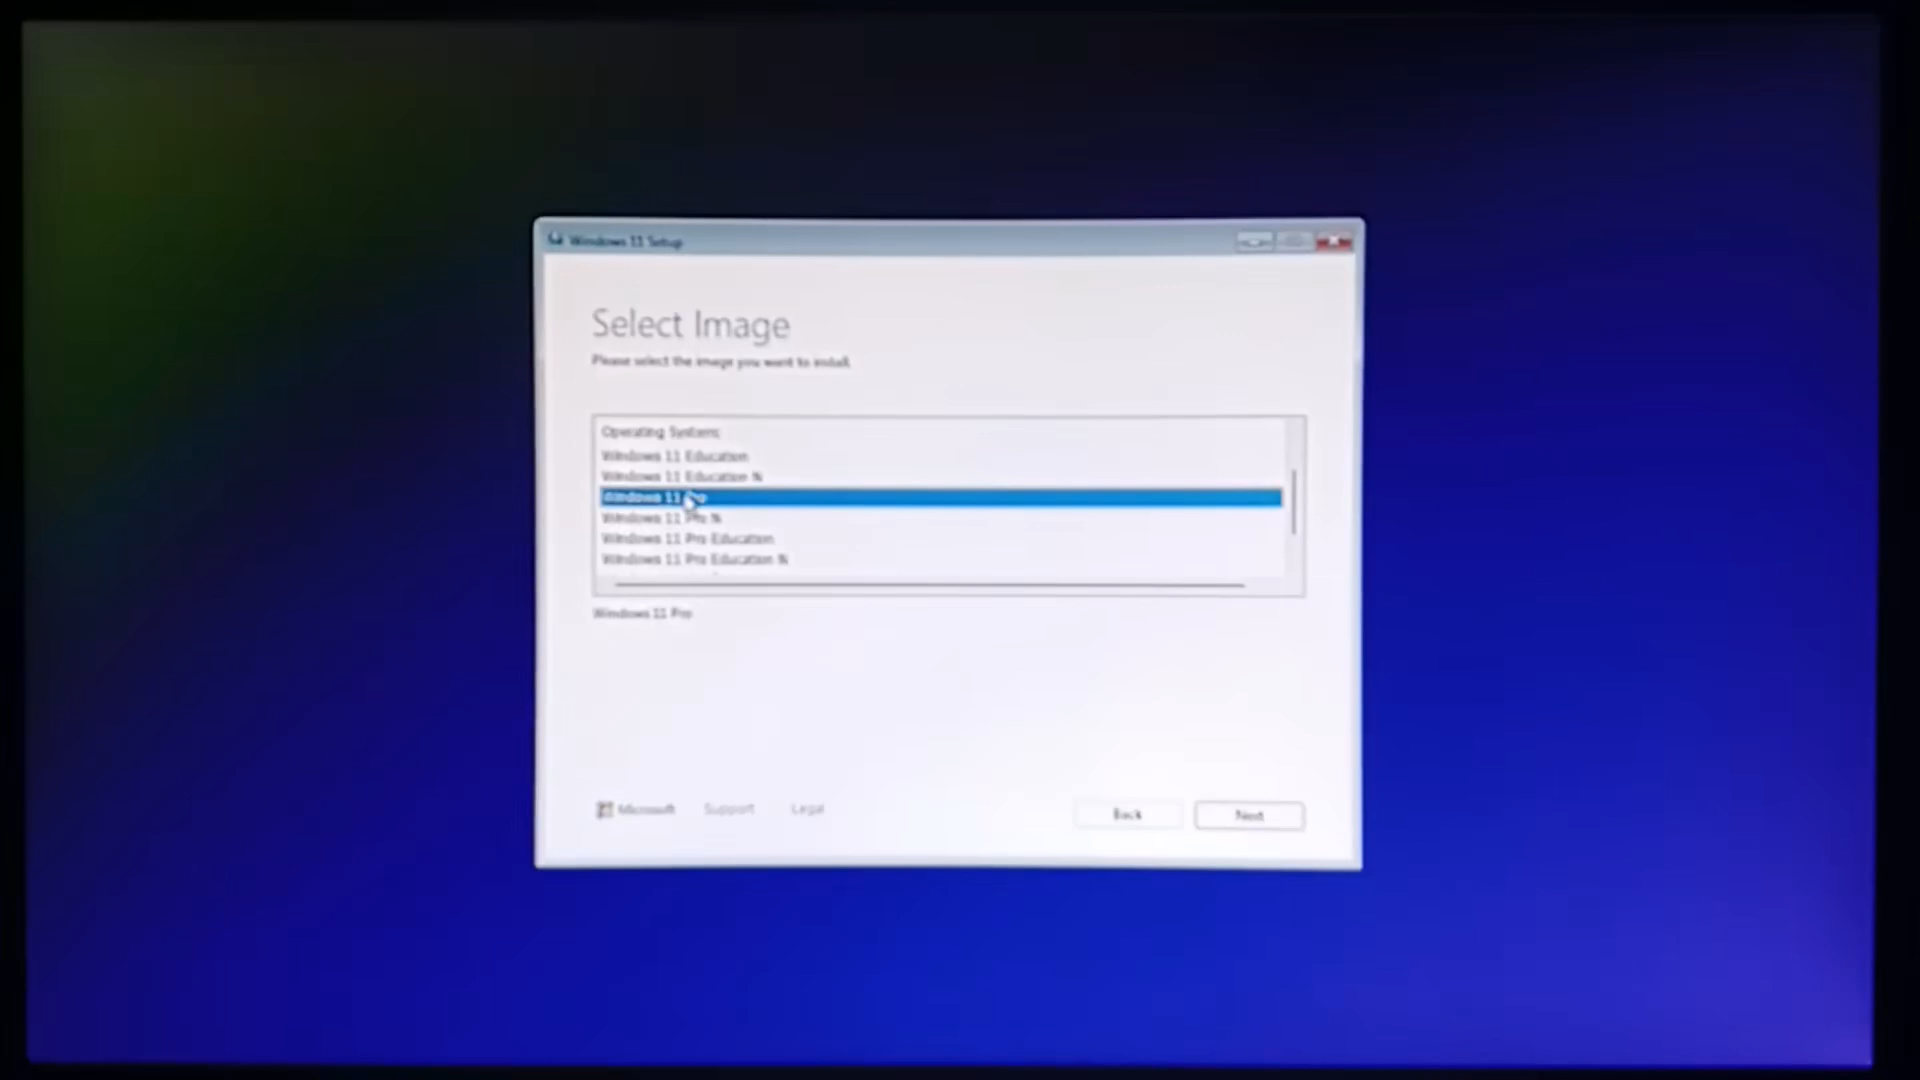 Windows 11 Setup
Select Image
Please select the image you want to install.
Operating System
Windows 11 Education
Windows 11 Education N
Windows 11 Pro
Windows 11 Pro N
Windows 11 Pro Education
Windows 11 Pro Education N
Windows 11 Pro
Microsoft Support Legal
Back Next